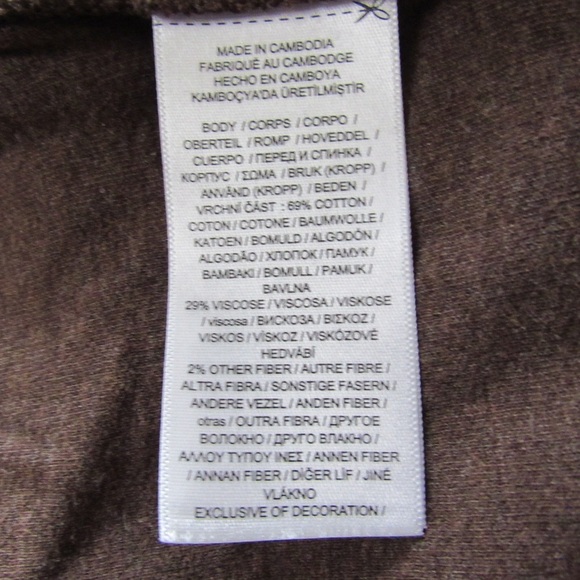 MADE IN CAMBODIA
FABRIQUÉ AU CAMBODGE
HECHO EN CAMBOYA
KAMBOÇYA'DA ÜRETİLMİŞTİR
BODY / CORPS / CORPO /
OBERTEIL / ROMP / HOVEDDEL /
CUERPO / ПЕРЕД И СПИНКА /
КОРПУС / ΣΩΜΑ / BRUK (KROPP) /
ANVÄND (KROPP) / BEDEN /
VRCHNÍ ČÁST : 69% COTTON /
COTON / COTONE / BAUMWOLLE /
KATOEN / BOMULD / ALGODÓN /
ALGODÃO / ХЛОПОК / ПАМУК /
BAMBAKI / BOMULL / PAMUK /
BAVLNA
29% VISCOSE / VISCOSA / VISKOSE
/ viscosa / ВИСКОЗА / ΒΙΣΚΟΖ /
VISKOS / VİSKOZ / VISKÓZOVÉ
HEDVÁBÍ
2% OTHER FIBER / AUTRE FIBRE /
ALTRA FIBRA / SONSTIGE FASERN /
ANDERE VEZEL / ANDEN FIBER /
otras / OUTRA FIBRA / ДРУГОЕ
ВОЛОКНО / ДРУГО ВЛАКНО /
ΑΛΛΟΥ ΤΥΠΟΥ ΙΝΕΣ / ANNEN FIBER
/ ANNAN FIBER / DİĞER LİF / JINÉ
VLÁKNO
EXCLUSIVE OF DECORATION /